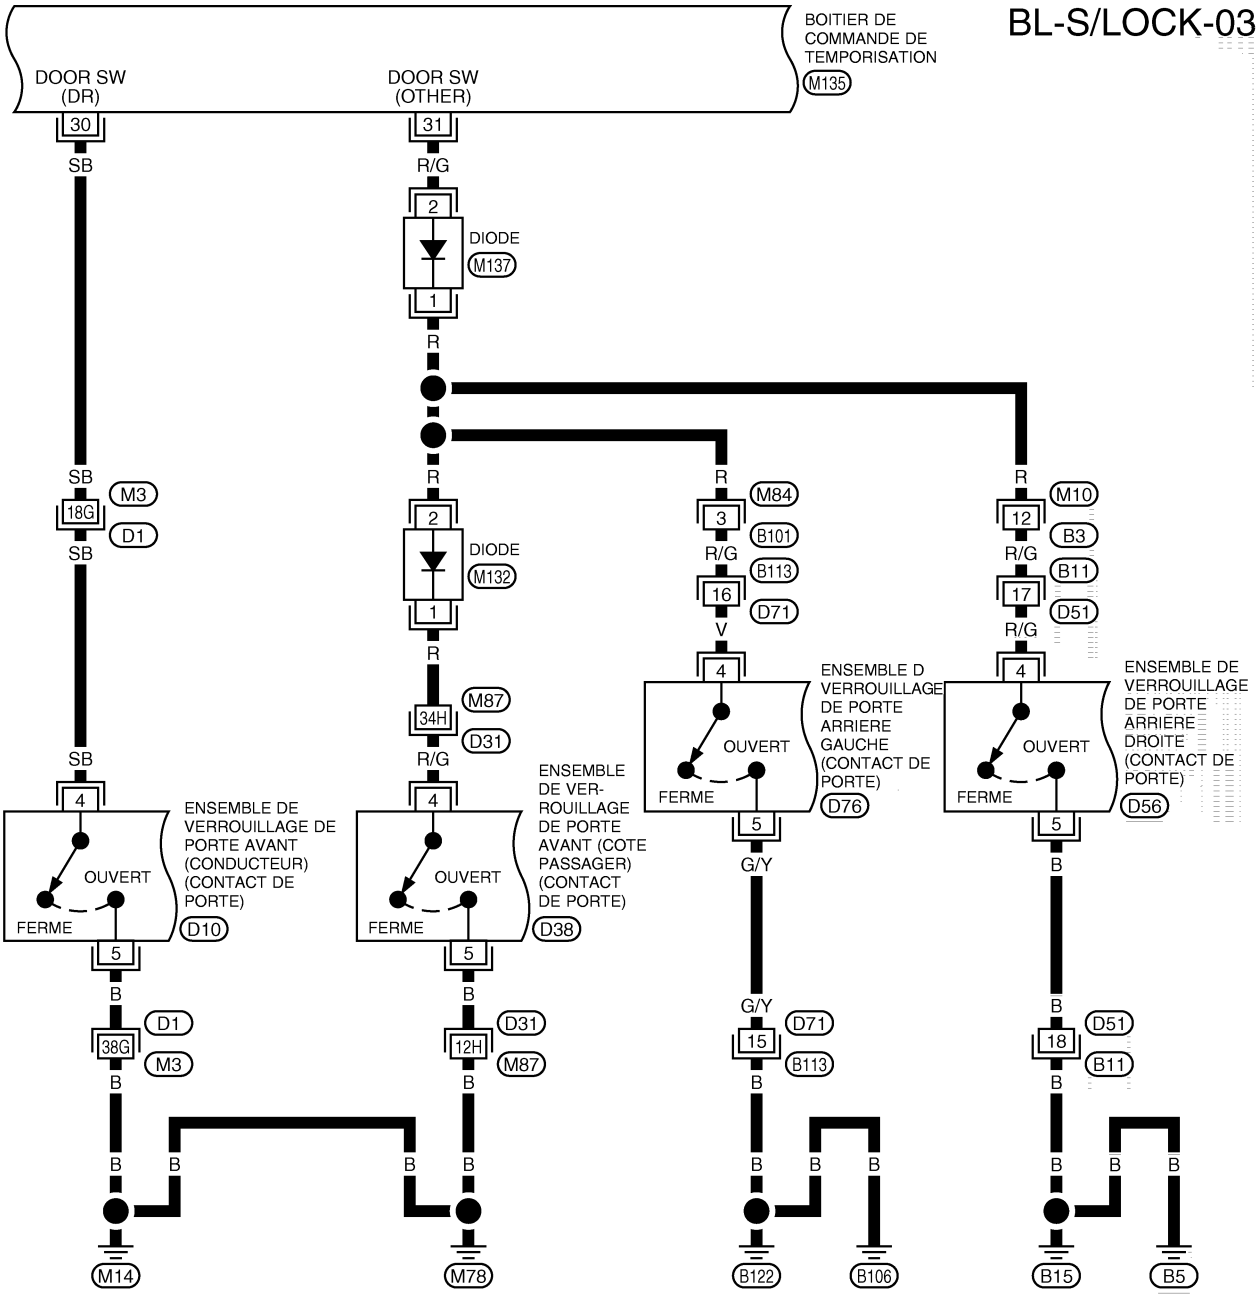 BL-S/LOCK-03
BOITIER DE
COMMANDE DE
TEMPORISATION
M135
DOOR SW
(DR)
DOOR SW
(OTHER)
30
31
SB
R/G
2
DIODE
M137
1
R
SB
R
R
R
M3
18G
D1
2
M84
3
B101
M10
12
B3
SB
DIODE
M132
R/G
R/G
B113
16
D71
B11
17
D51
1
V
R/G
R
4
4
ENSEMBLE D
VERROUILLAGE
DE PORTE
ARRIERE
GAUCHE
(CONTACT DE
PORTE)
D76
ENSEMBLE DE
VERROUILLAGE
DE PORTE
ARRIERE
DROITE
(CONTACT DE
PORTE)
D56
M87
34H
D31
OUVERT
FERME
OUVERT
FERME
SB
R/G
4
4
5
5
ENSEMBLE DE
VERROUILLAGE DE
PORTE AVANT
(CONDUCTEUR)
(CONTACT DE
PORTE)
D10
ENSEMBLE
DE VER-
ROUILLAGE
DE PORTE
AVANT (COTE
PASSAGER)
(CONTACT
DE PORTE)
D38
OUVERT
FERME
OUVERT
FERME
G/Y
B
5
5
B
B
G/Y
B
D1
38G
M3
D31
12H
M87
D71
15
B113
D51
18
B11
B
B
B
B
B
B
B
B
B
B
B
B
B
B
M14
M78
B122
B106
B15
B5